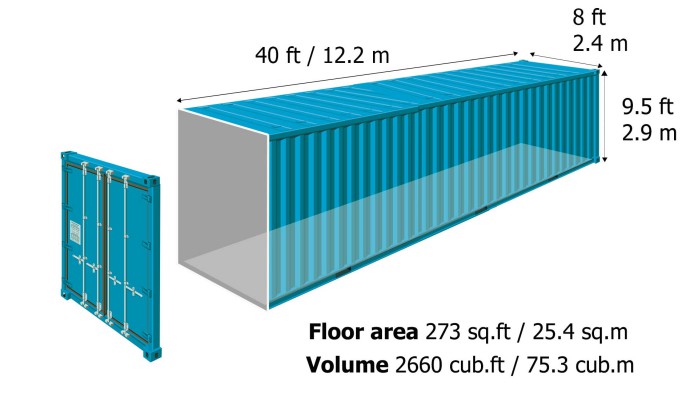 8 ft
2.4 m
40 ft / 12.2 m
9.5 ft
2.9 m
Floor area 273 sq.ft / 25.4 sq.m
Volume 2660 cub.ft / 75.3 cub.m